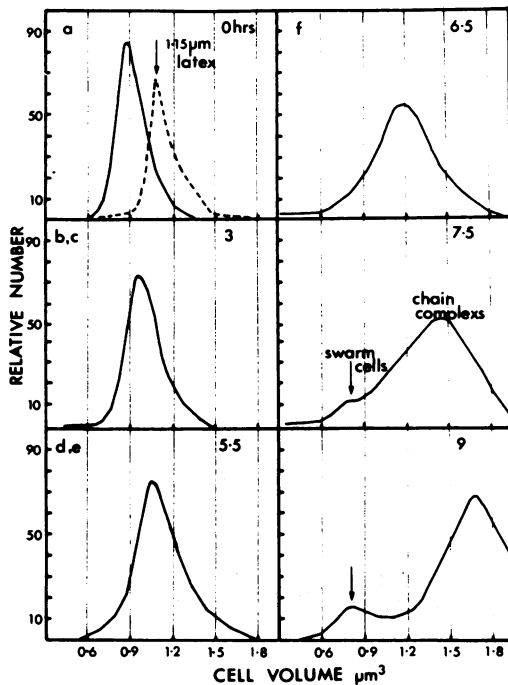 a
0hrs
1·15μm
latex
90
50
10
f
6·5
b,c
3
90
50
10
7·5
chain
complexs
swarm
cells
d,e
5·5
90
50
10
9
RELATIVE NUMBER
0·6 0·9 1·2 1·5 1·8
0·6 0·9 1·2 1·5 1·8
CELL VOLUME μm³